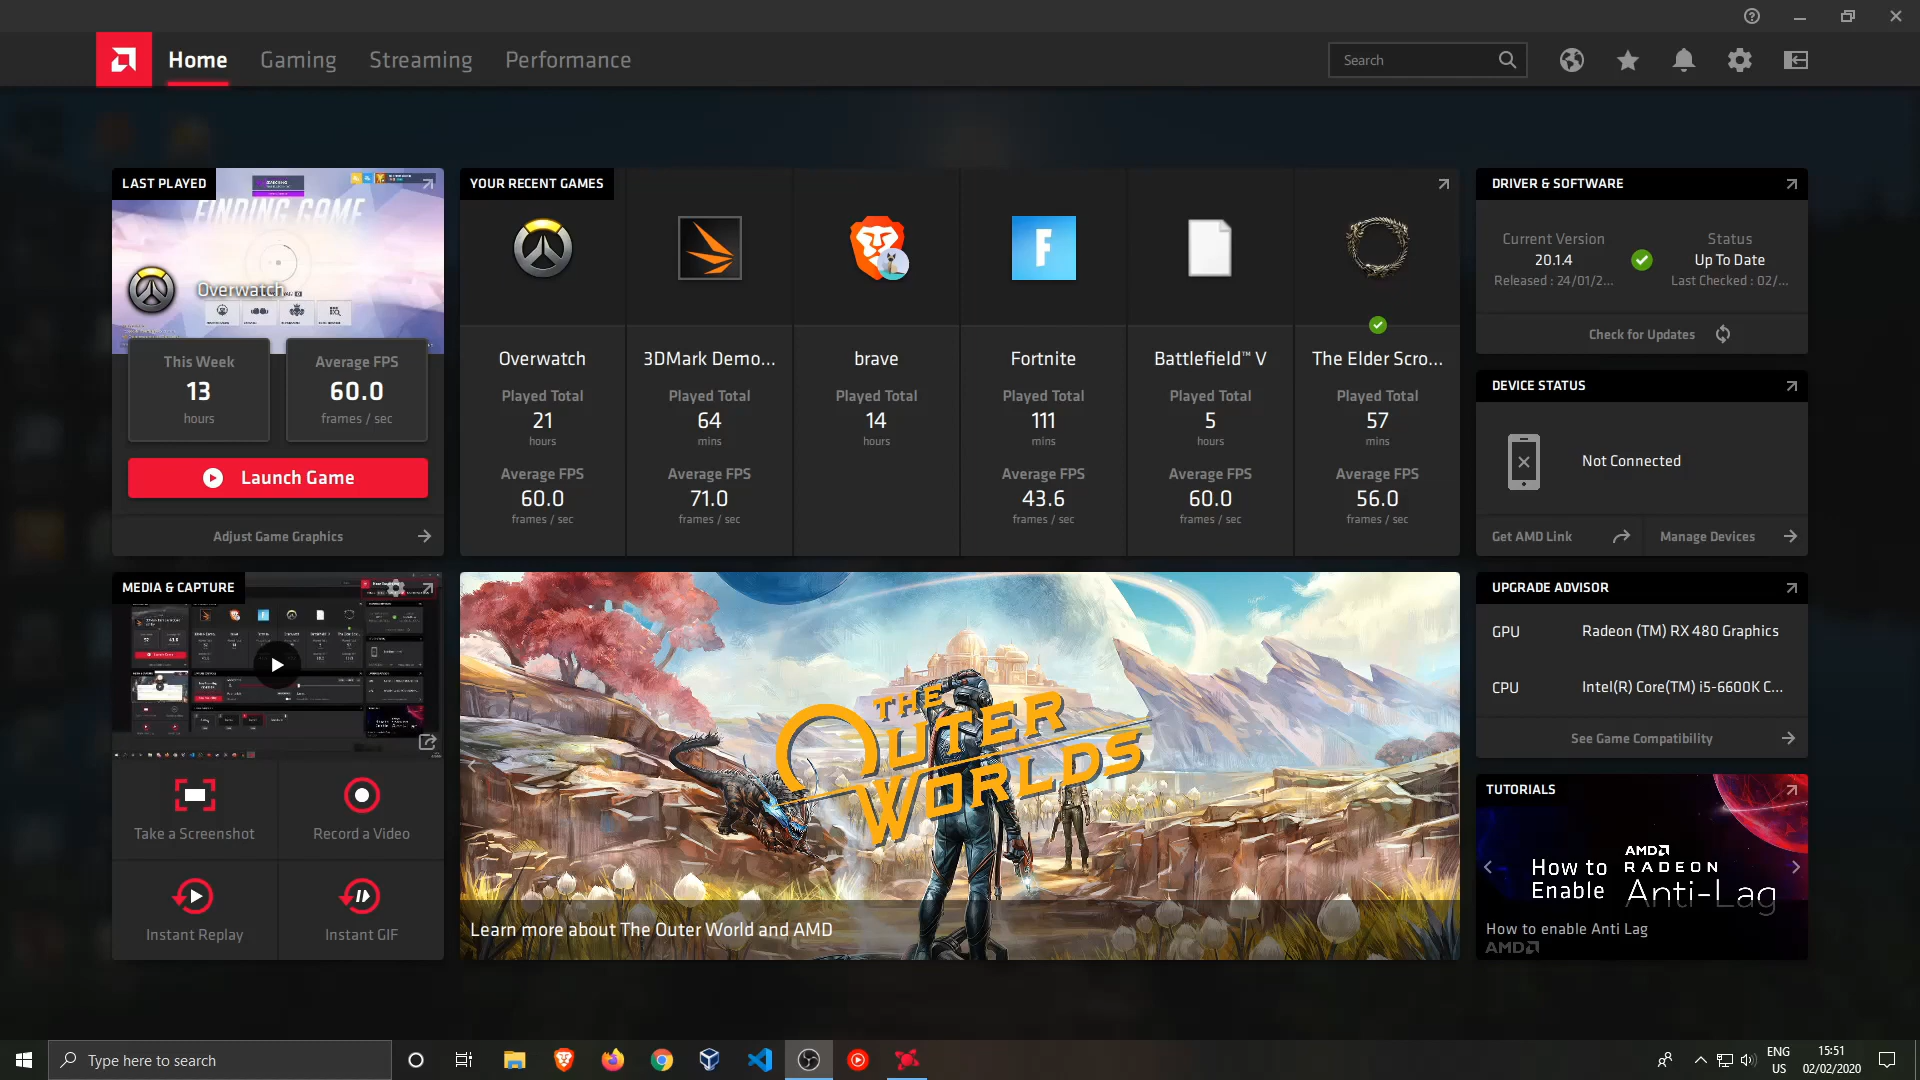 Home
Gaming
Streaming
Performance
Search
LAST PLAYED
FINDING GAME
Overwatch
This Week
13
hours
Average FPS
60.0
frames / sec
Launch Game
Adjust Game Graphics
YOUR RECENT GAMES
Overwatch
Played Total
21
hours
Average FPS
60.0
frames / sec
3DMark Demo...
Played Total
64
mins
Average FPS
71.0
frames / sec
brave
Played Total
14
hours
F
Fortnite
Played Total
111
mins
Average FPS
43.6
frames / sec
Battlefield™ V
Played Total
5
hours
Average FPS
60.0
frames / sec
The Elder Scro...
Played Total
57
mins
Average FPS
56.0
frames / sec
DRIVER & SOFTWARE
Current Version
20.1.4
Released : 24/01/2...
Status
Up To Date
Last Checked : 02/...
Check for Updates
DEVICE STATUS
Not Connected
Get AMD Link
Manage Devices
MEDIA & CAPTURE
Take a Screenshot
Record a Video
Instant Replay
Instant GIF
THE
OUTER
WORLDS
Learn more about The Outer World and AMD
UPGRADE ADVISOR
GPU
Radeon (TM) RX 480 Graphics
CPU
Intel(R) Core(TM) i5-6600K C...
See Game Compatibility
TUTORIALS
How to
Enable
AMD
RADEON
Anti-Lag
How to enable Anti Lag
AMD
Type here to search
ENG
US
15:51
02/02/2020